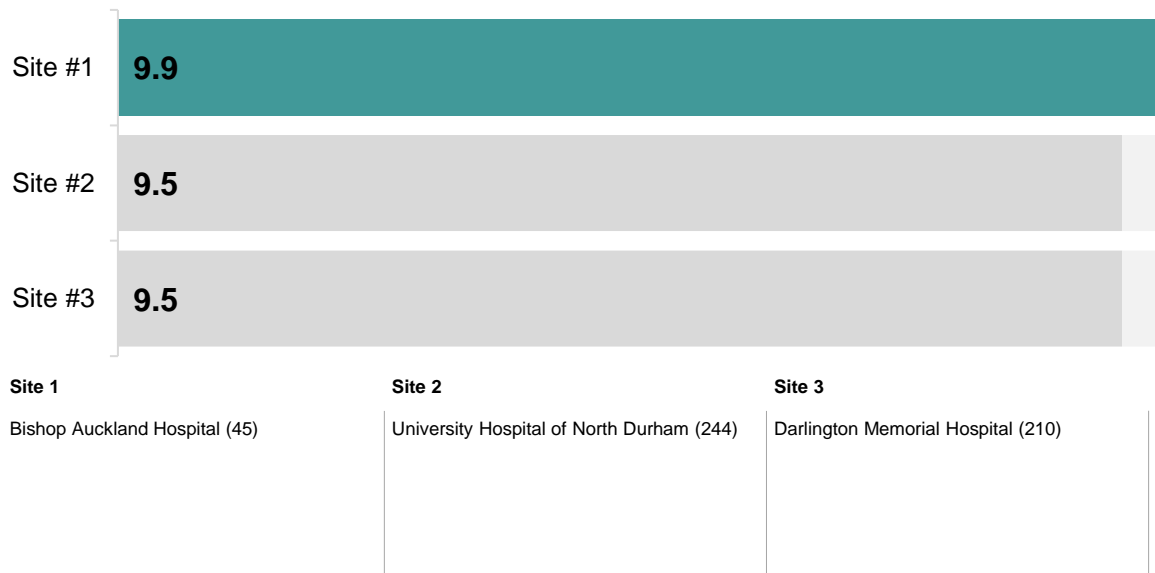 Site #1 9.9
Site #2 9.5
Site #3 9.5
Site 1 Site 2 Site 3
Bishop Auckland Hospital (45) University Hospital of North Durham (244) Darlington Memorial Hospital (210)